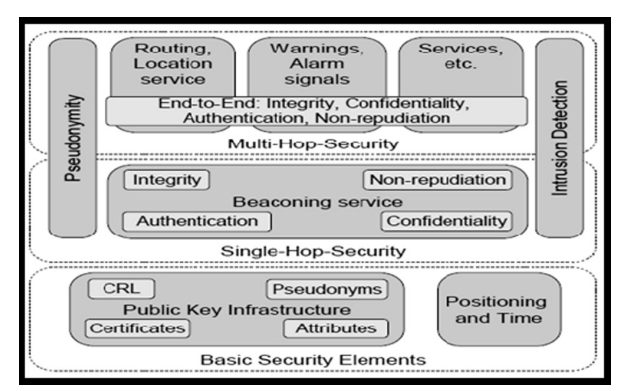 Pseudonymity
Routing,
Location
service
Warnings,
Alarm
signals
Services,
etc.
End-to-End: Integrity, Confidentiality,
Authentication, Non-repudiation
Multi-Hop-Security
Intrusion Detection
Integrity
Non-repudiation
Beaconing service
Authentication
Confidentiality
Single-Hop-Security
CRL
Pseudonyms
Public Key Infrastructure
Certificates
Attributes
Positioning
and Time
Basic Security Elements